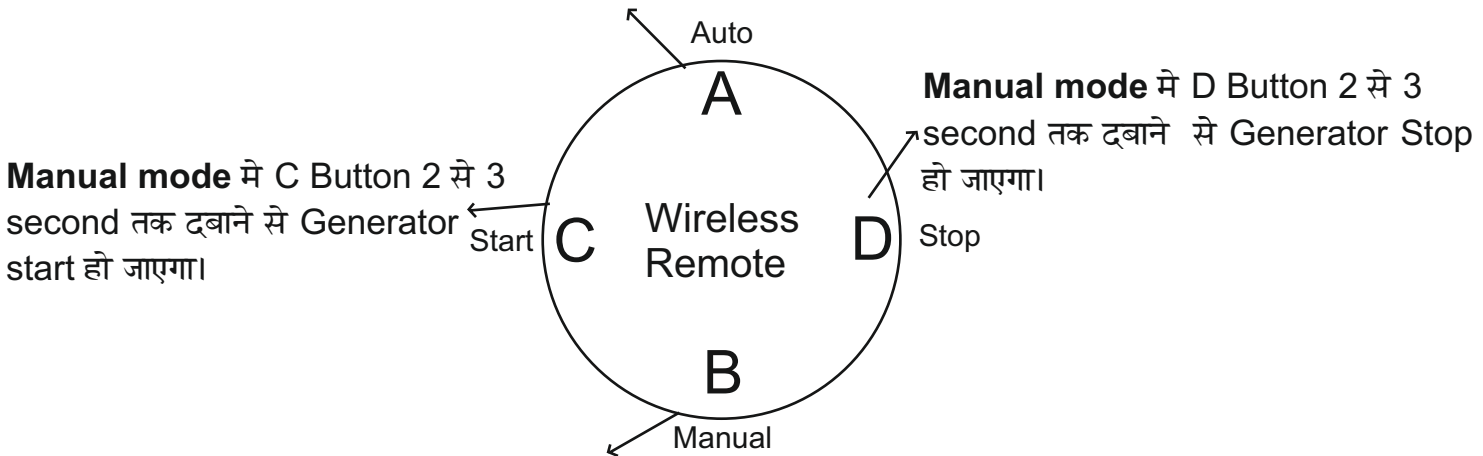 Auto
A
Manual mode मे D Button 2 से 3
second तक दबाने से Generator Stop
हो जाएगा।
Manual mode मे C Button 2 से 3
second तक दबाने से Generator
start हो जाएगा।
Start
C
Wireless
Remote
D
Stop
B
Manual